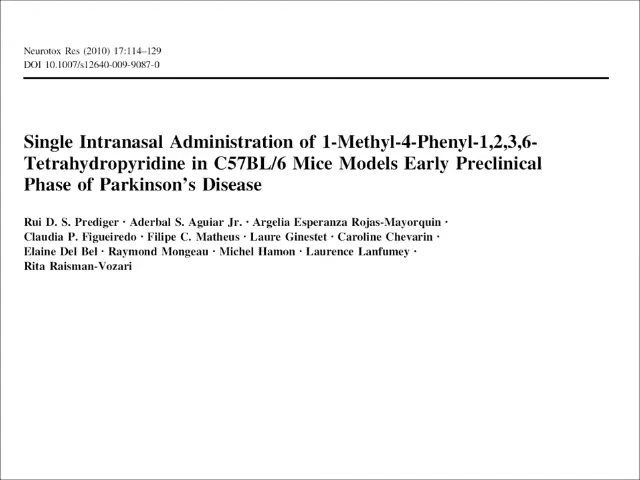 Neurotox Res (2010) 17:114–129
DOI 10.1007/s12640-009-9087-0
Single Intranasal Administration of 1-Methyl-4-Phenyl-1,2,3,6-
Tetrahydropyridine in C57BL/6 Mice Models Early Preclinical
Phase of Parkinson's Disease
Rui D. S. Prediger · Aderbal S. Aguiar Jr. · Argelia Esperanza Rojas-Mayorquin ·
Claudia P. Figueiredo · Filipe C. Matheus · Laure Ginestet · Caroline Chevarin ·
Elaine Del Bel · Raymond Mongeau · Michel Hamon · Laurence Lanfumey ·
Rita Raisman-Vozari